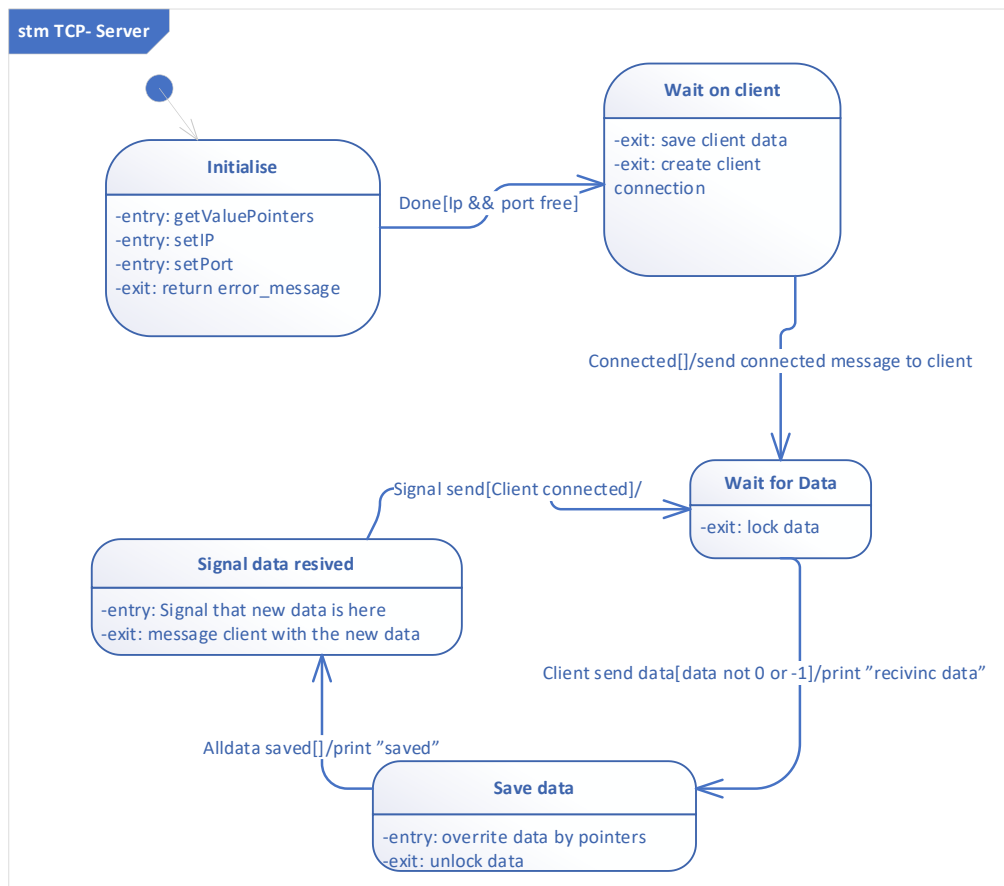 stm TCP- Server
Initialise
-entry: getValuePointers
-entry: setIP
-entry: setPort
-exit: return error_message
Done[Ip && port free]
Wait on client
-exit: save client data
-exit: create client
connection
Connected[]/send connected message to client
Wait for Data
-exit: lock data
Signal send[Client connected]/
Signal data resived
-entry: Signal that new data is here
-exit: message client with the new data
Client send data[data not 0 or -1]/print ”recivinc data”
Alldata saved[]/print ”saved”
Save data
-entry: overrite data by pointers
-exit: unlock data